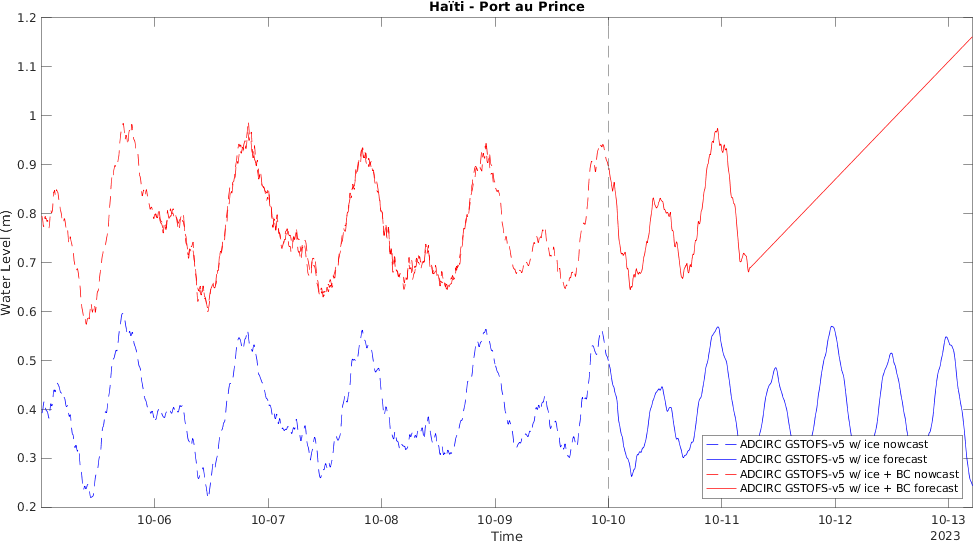 Haïti - Port au Prince
Water Level (m)
1.2
1.1
1
0.9
0.8
0.7
0.6
0.5
0.4
0.3
0.2
ADCIRC GSTOFS-v5 w/ ice nowcast
ADCIRC GSTOFS-v5 w/ ice forecast
ADCIRC GSTOFS-v5 w/ ice + BC nowcast
ADCIRC GSTOFS-v5 w/ ice + BC forecast
10-06 10-07 10-08 10-09 10-10 10-11 10-12 10-13
2023
Time